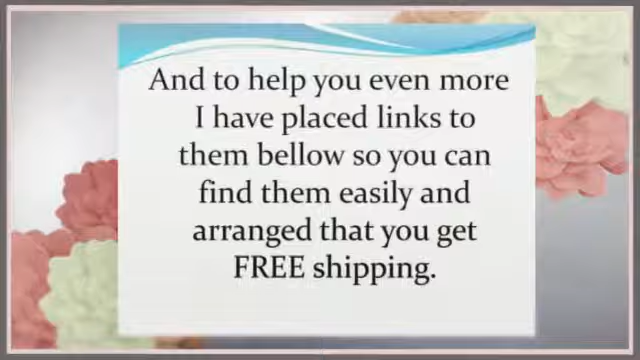 And to help you even more
I have placed links to
them bellow so you can
find them easily and
arranged that you get
FREE shipping.